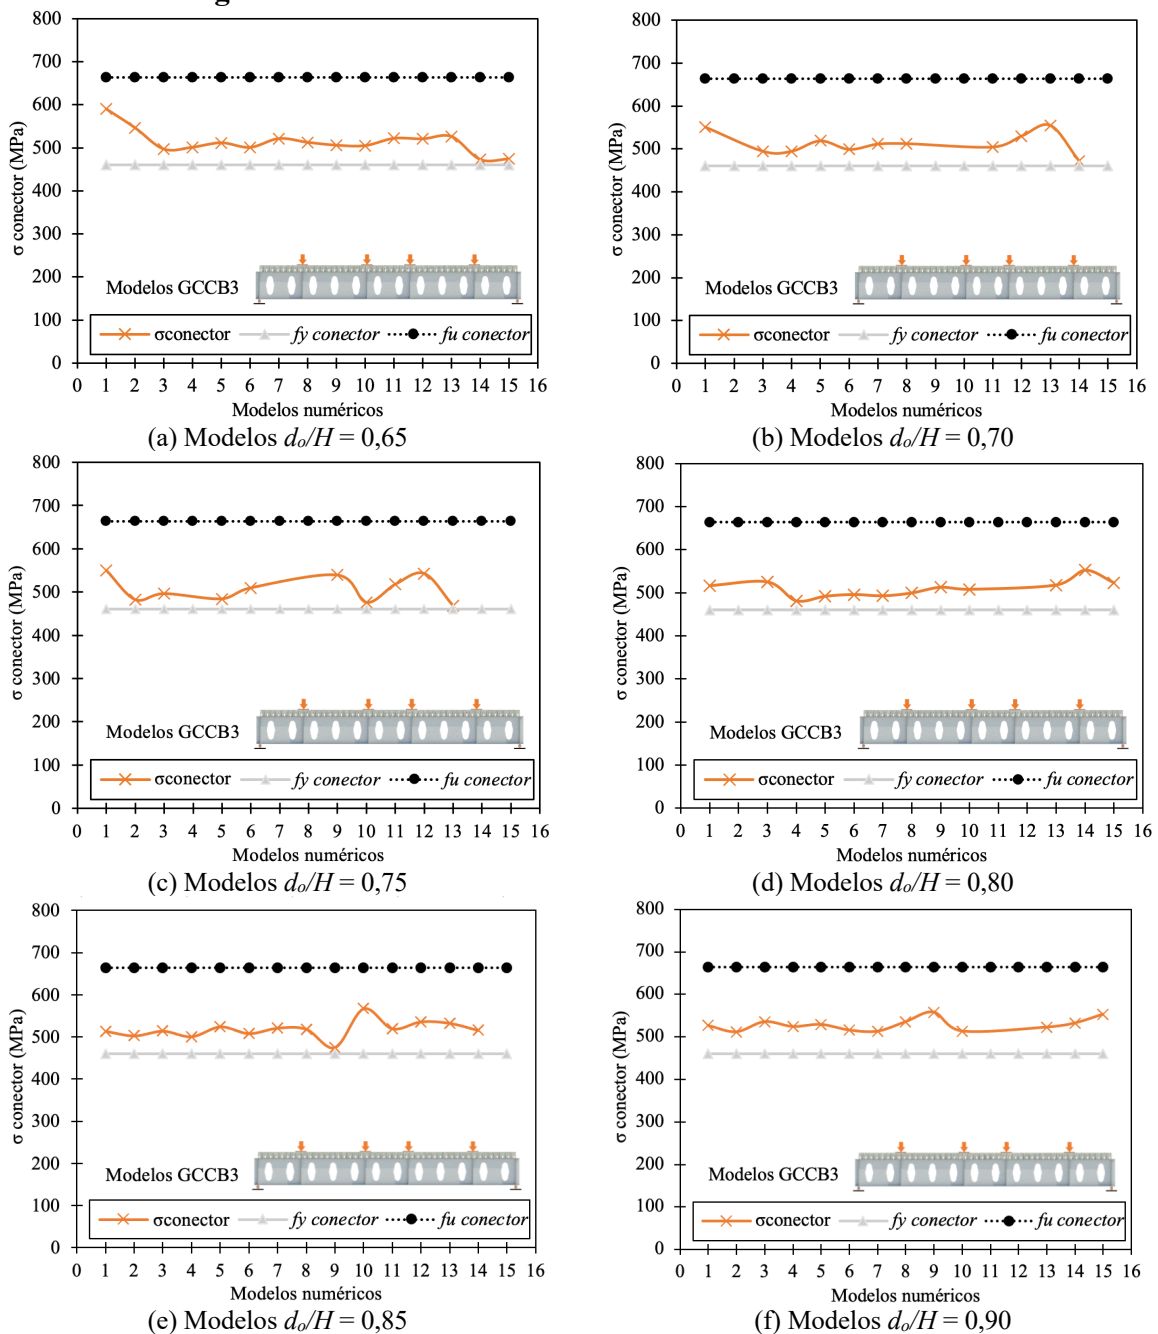 800
700
600
500
400
300
200
100
0
σ conector (MPa)
Modelos GCCB3
σconector fy conector fu conector
0 1 2 3 4 5 6 7 8 9 10 11 12 13 14 15 16
Modelos numéricos
(a) Modelos dₒ/H = 0,65
800
700
600
500
400
300
200
100
0
σ conector (MPa)
Modelos GCCB3
σconector fy conector fu conector
0 1 2 3 4 5 6 7 8 9 10 11 12 13 14 15 16
Modelos numéricos
(b) Modelos dₒ/H = 0,70
800
700
600
500
400
300
200
100
0
σ conector (MPa)
Modelos GCCB3
σconector fy conector fu conector
0 1 2 3 4 5 6 7 8 9 10 11 12 13 14 15 16
Modelos numéricos
(c) Modelos dₒ/H = 0,75
800
700
600
500
400
300
200
100
0
σ conector (MPa)
Modelos GCCB3
σconector fy conector fu conector
0 1 2 3 4 5 6 7 8 9 10 11 12 13 14 15 16
Modelos numéricos
(d) Modelos dₒ/H = 0,80
800
700
600
500
400
300
200
100
0
σ conector (MPa)
Modelos GCCB3
σconector fy conector fu conector
0 1 2 3 4 5 6 7 8 9 10 11 12 13 14 15 16
Modelos numéricos
(e) Modelos dₒ/H = 0,85
800
700
600
500
400
300
200
100
0
σ conector (MPa)
Modelos GCCB3
σconector fy conector fu conector
0 1 2 3 4 5 6 7 8 9 10 11 12 13 14 15 16
Modelos numéricos
(f) Modelos dₒ/H = 0,90